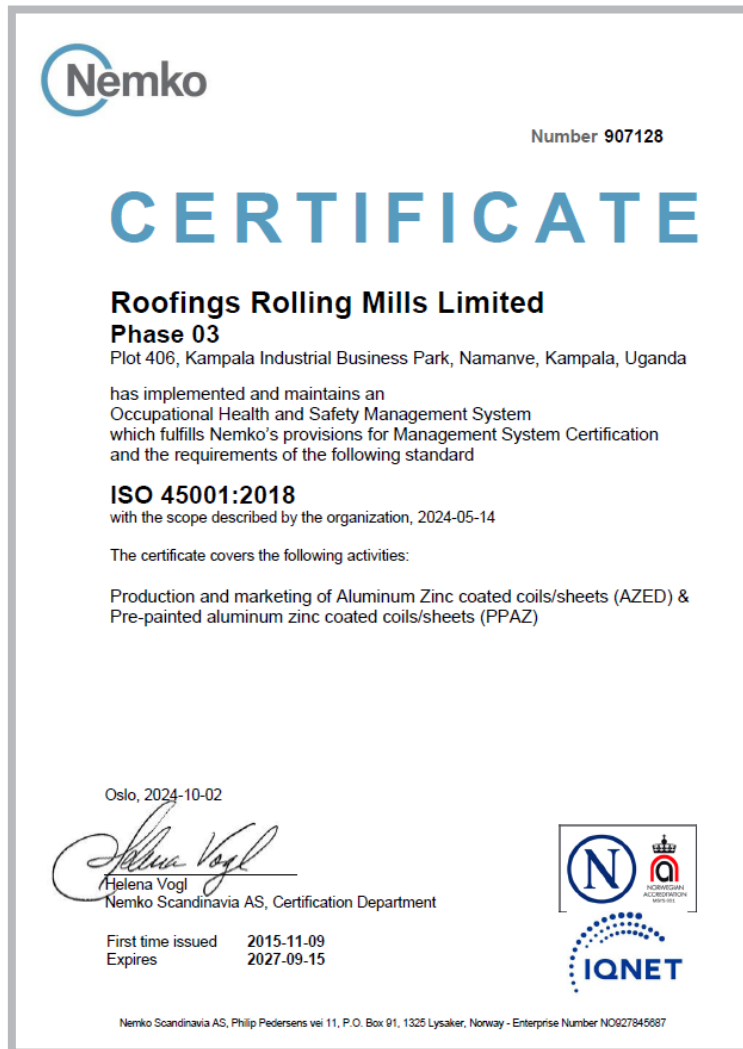 Nemko
Number 907128
CERTIFICATE
Roofings Rolling Mills Limited
Phase 03
Plot 406, Kampala Industrial Business Park, Namanve, Kampala, Uganda
has implemented and maintains an
Occupational Health and Safety Management System
which fulfills Nemko’s provisions for Management System Certification
and the requirements of the following standard
ISO 45001:2018
with the scope described by the organization, 2024-05-14
The certificate covers the following activities:
Production and marketing of Aluminum Zinc coated coils/sheets (AZED) &
Pre-painted aluminum zinc coated coils/sheets (PPAZ)
Oslo, 2024-10-02
Helena Vogl
Helena Vogl
Nemko Scandinavia AS, Certification Department
First time issued 2015-11-09
Expires 2027-09-15
N
NORWEGIAN
ACCREDITATION
IQNET
Nemko Scandinavia AS, Philip Pedersens vei 11, P.O. Box 91, 1325 Lysaker, Norway - Enterprise Number NO927845687